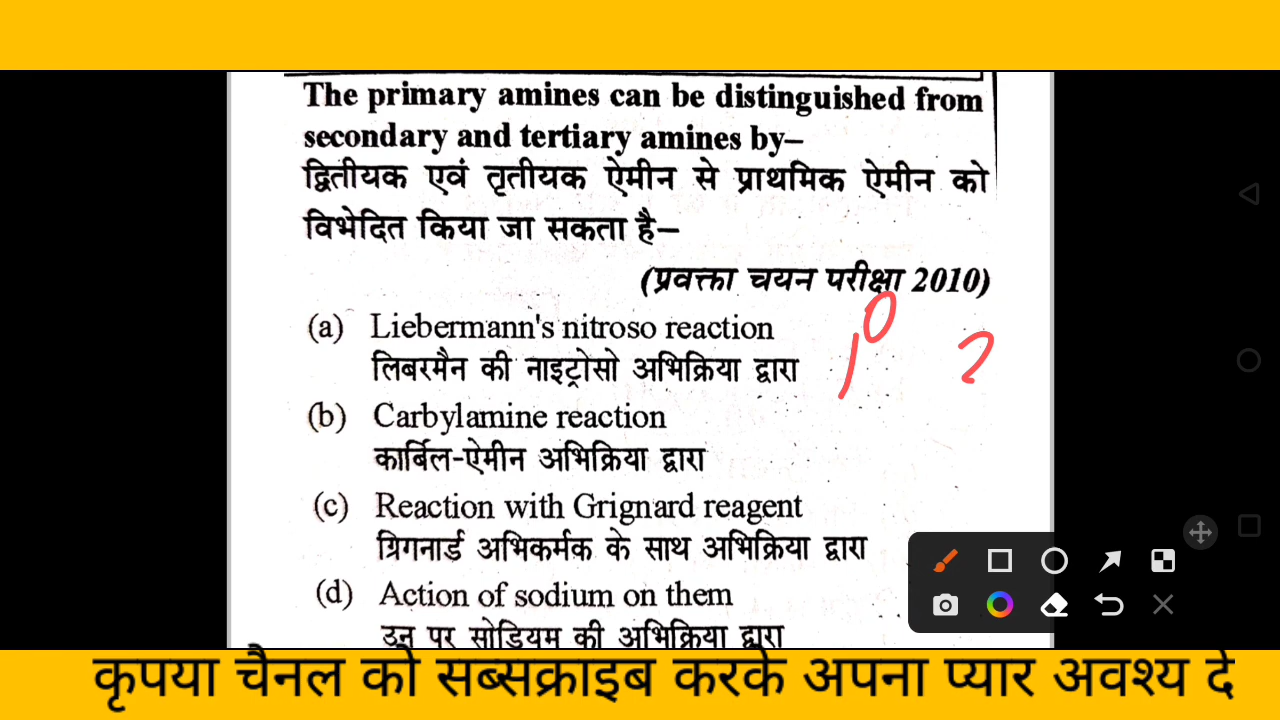 The primary amines can be distinguished from
secondary and tertiary amines by–
द्वितीयक एवं तृतीयक ऐमीन से प्राथमिक ऐमीन को
विभेदित किया जा सकता है–
(प्रवक्ता चयन परीक्षा 2010)
(a) Liebermann's nitroso reaction
लिबरमैन की नाइट्रोसो अभिक्रिया द्वारा
1⁰ 2
(b) Carbylamine reaction
कार्बिल-ऐमीन अभिक्रिया द्वारा
(c) Reaction with Grignard reagent
ग्रिगनार्ड अभिकर्मक के साथ अभिक्रिया द्वारा
(d) Action of sodium on them
उन पर सोडियम की अभिक्रिया द्वारा
कृपया चैनल को सब्सक्राइब करके अपना प्यार अवश्य दे